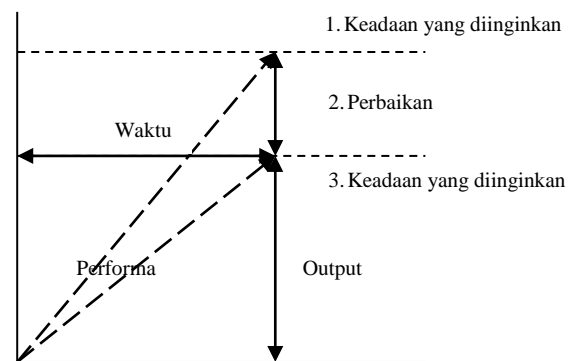 1. Keadaan yang diinginkan
2. Perbaikan
Waktu
3. Keadaan yang diinginkan
Performa
Output